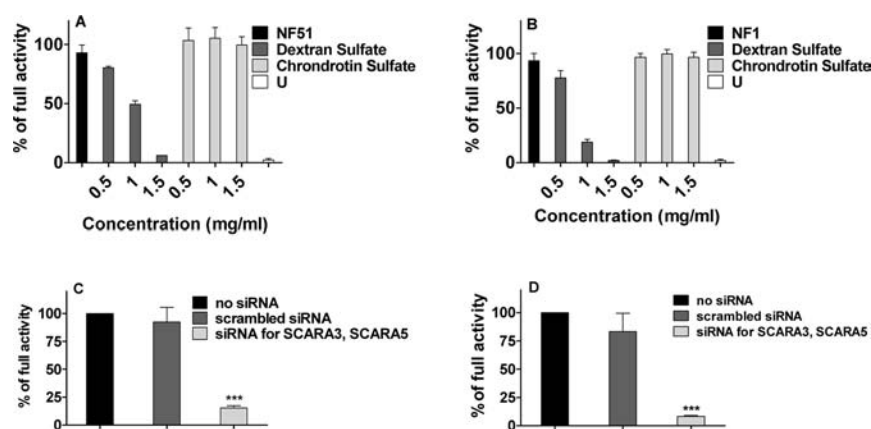 A
NF51
Dextran Sulfate
Chrondrotin Sulfate
U
% of full activity
100
50
0
0.5
1
1.5
0.5
1
1.5
Concentration (mg/ml)
B
NF1
Dextran Sulfate
Chrondrotin Sulfate
U
% of full activity
100
50
0
0.5
1
1.5
0.5
1
1.5
Concentration (mg/ml)
C
no siRNA
scrambled siRNA
siRNA for SCARA3, SCARA5
% of full activity
100
75
50
25
0
***
D
no siRNA
scrambled siRNA
siRNA for SCARA3, SCARA5
% of full activity
100
75
50
25
0
***